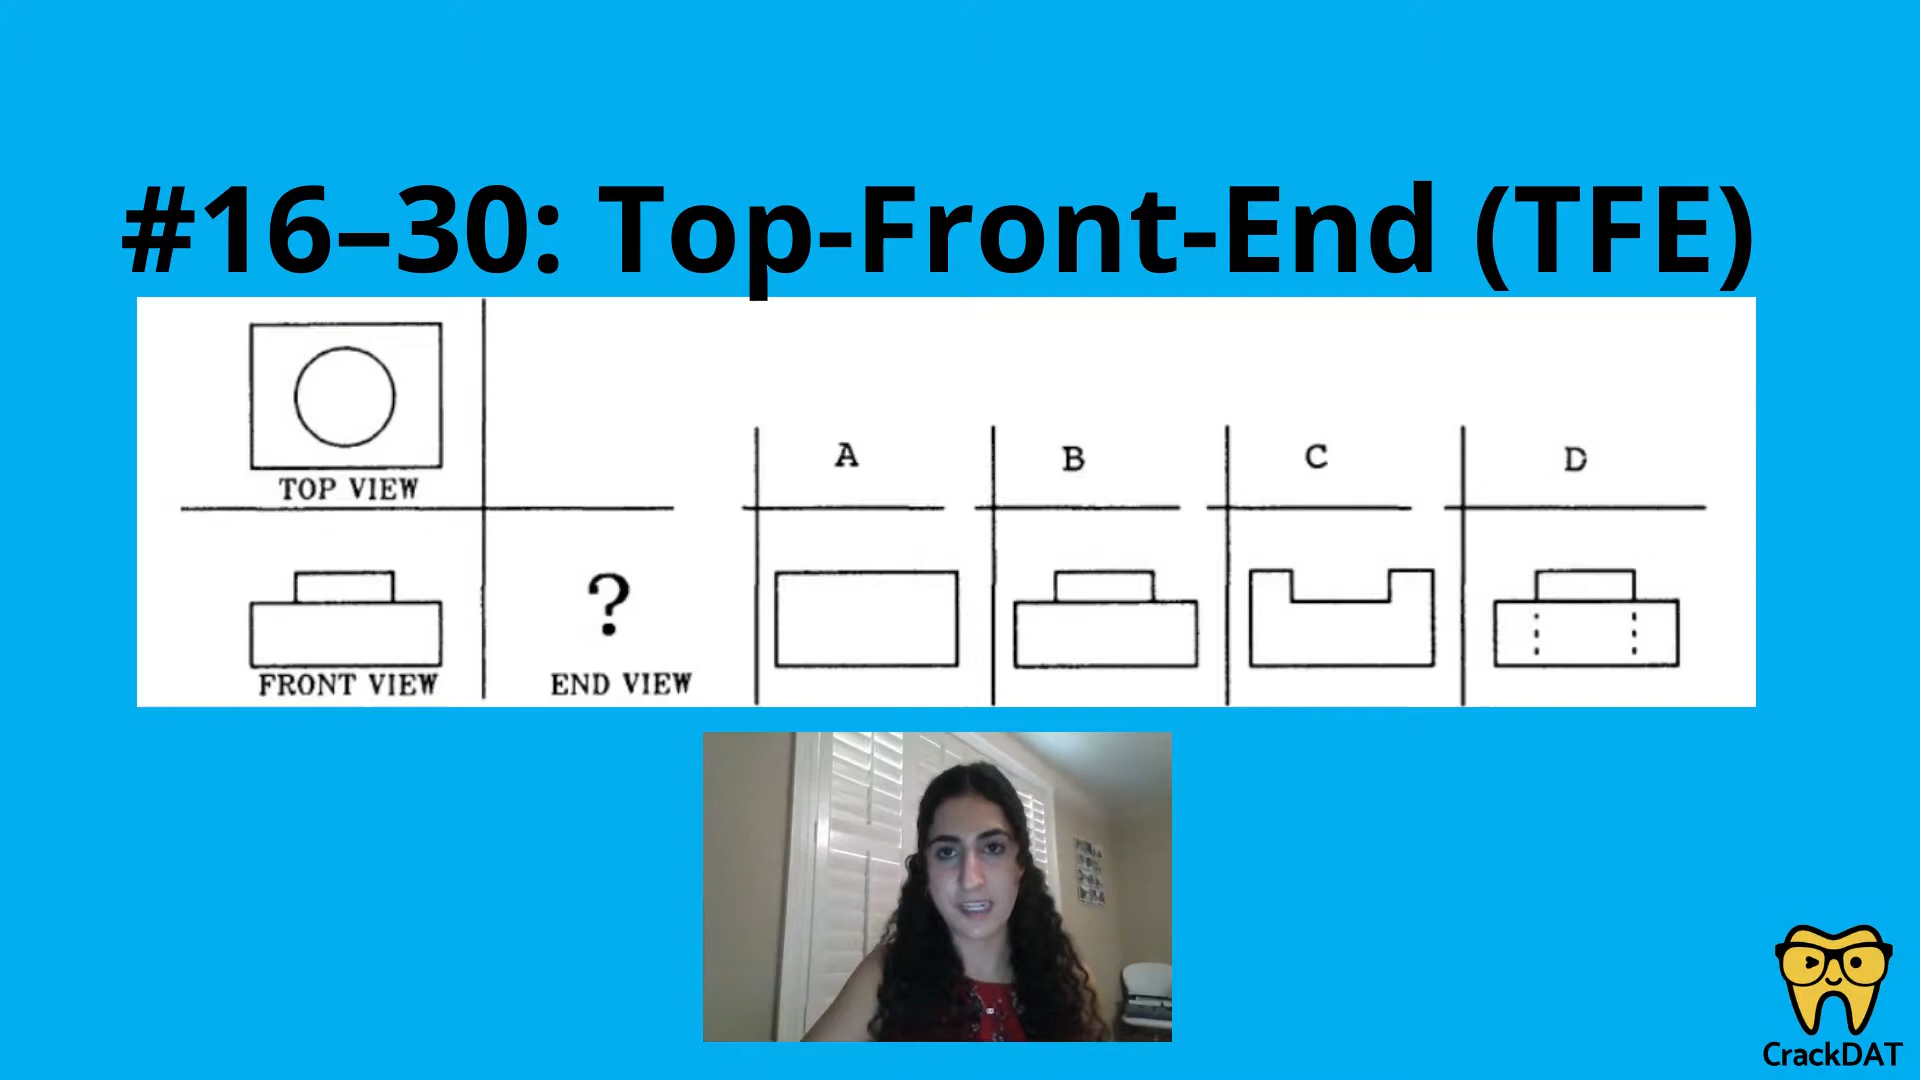 #16–30: Top-Front-End (TFE)
TOP VIEW
A B C D
?
FRONT VIEW END VIEW
CrackDAT